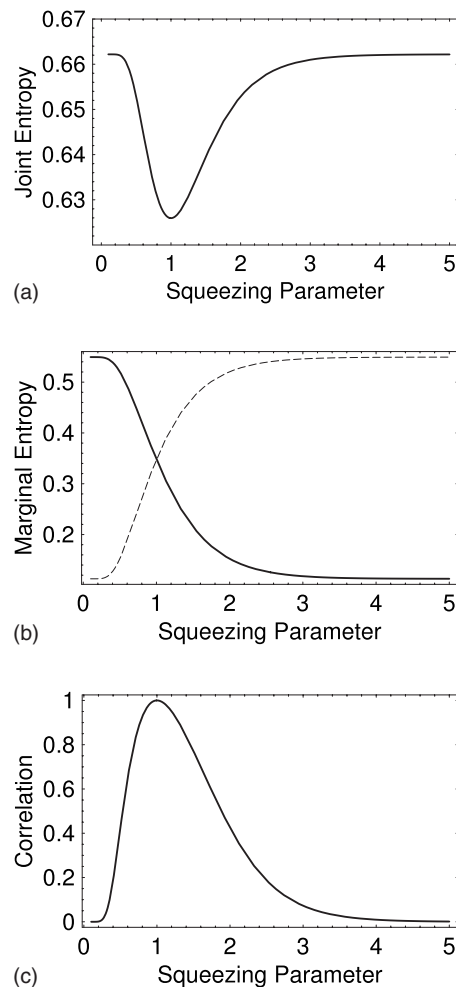 0.67
0.66
0.65
0.64
0.63
Joint Entropy
0 1 2 3 4 5
Squeezing Parameter
(a)
0.5
0.4
0.3
0.2
Marginal Entropy
0 1 2 3 4 5
Squeezing Parameter
(b)
1
0.8
0.6
0.4
0.2
0
Correlation
0 1 2 3 4 5
Squeezing Parameter
(c)